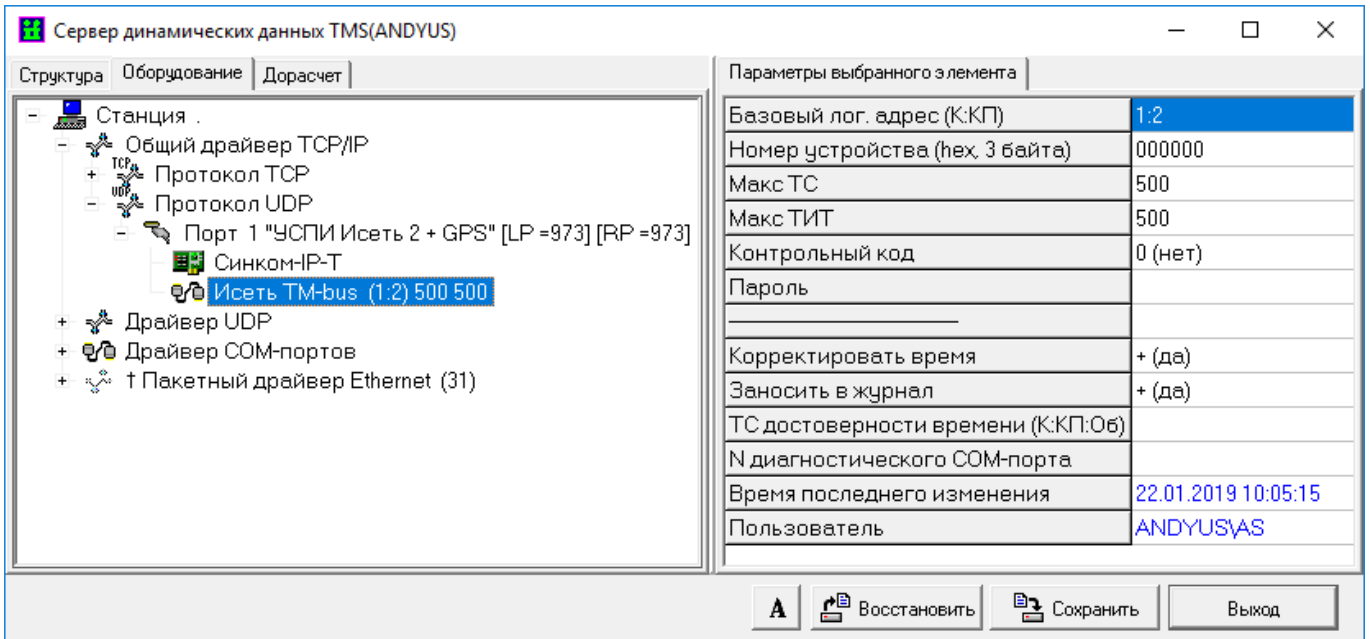 Сервер динамических данных TMS(ANDYUS)
Структура Оборудование Дорасчет
Станция .
Общий драйвер TCP/IP
TCP Протокол TCP
UDP Протокол UDP
Порт 1 "УСПИ Исеть 2 + GPS" [LP =973] [RP =973]
Синком-IP-T
Исеть TM-bus (1:2) 500 500
Драйвер UDP
Драйвер COM-портов
† Пакетный драйвер Ethernet (31)
Параметры выбранного элемента
Базовый лог. адрес (К:КП) 1:2
Номер устройства (hex, 3 байта) 000000
Макс ТС 500
Макс ТИТ 500
Контрольный код 0 (нет)
Пароль
Корректировать время + (да)
Заносить в журнал + (да)
ТС достоверности времени (К:КП:Об)
N диагностического COM-порта
Время последнего изменения 22.01.2019 10:05:15
Пользователь ANDYUS\AS
A Восстановить Сохранить Выход